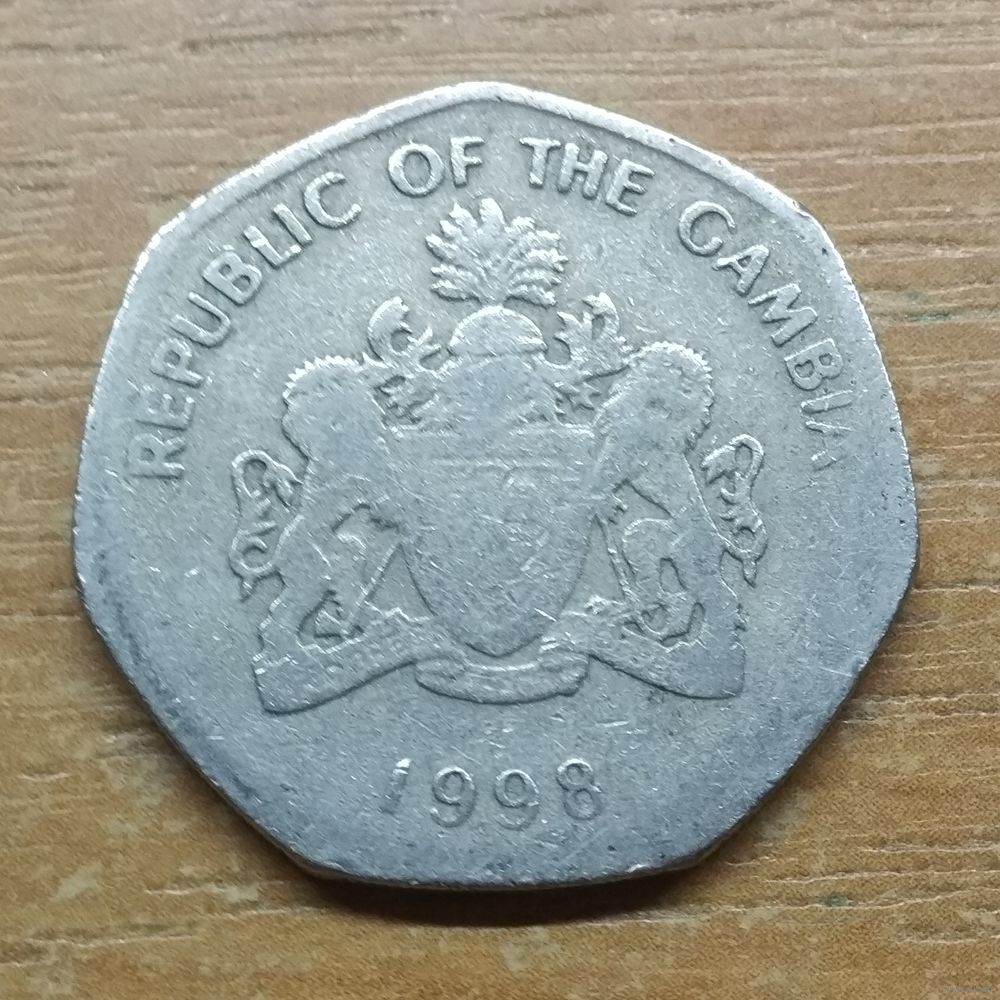 REPUBLIC OF THE GAMBIA
1998